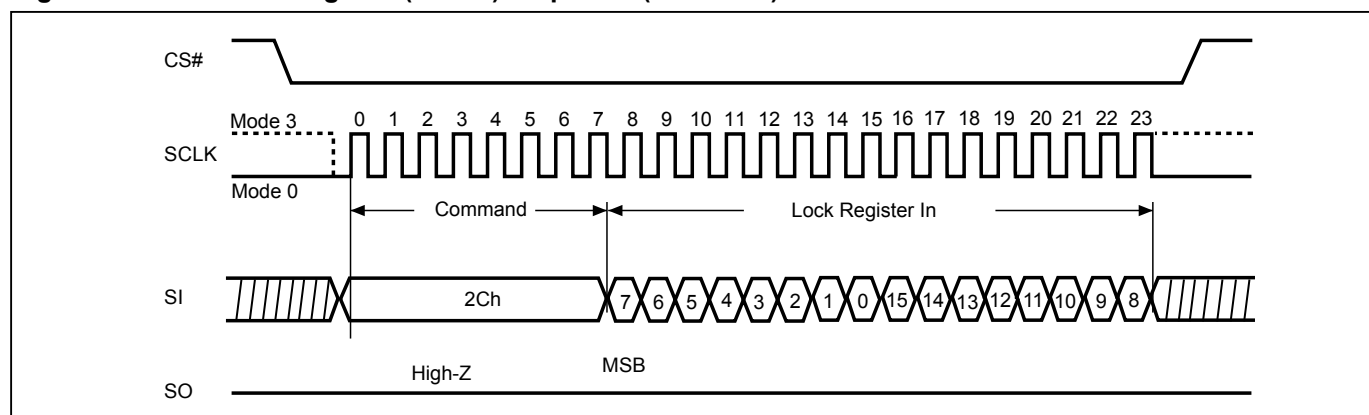 CS#
Mode 3 0 1 2 3 4 5 6 7 8 9 10 11 12 13 14 15 16 17 18 19 20 21 22 23
SCLK
Mode 0
Command Lock Register In
SI 2Ch 7 6 5 4 3 2 1 0 15 14 13 12 11 10 9 8
High-Z MSB
SO